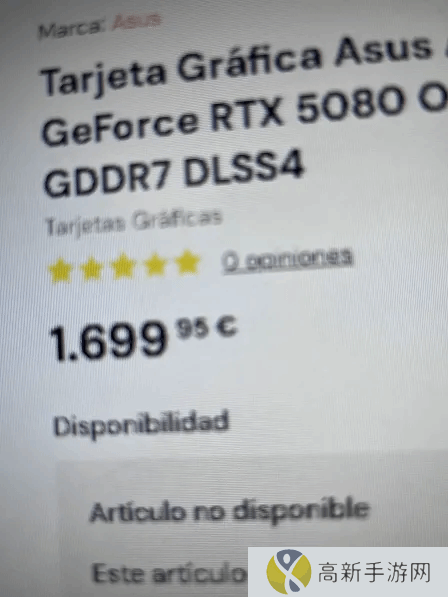 Marca: Asus
Tarjeta Gráfica Asus
GeForce RTX 5080 O
GDDR7 DLSS4
Tarjetas Gráficas
0 opiniones
1.699 95 €
Disponibilidad
Artículo no disponible
Este artículo
高新手游网